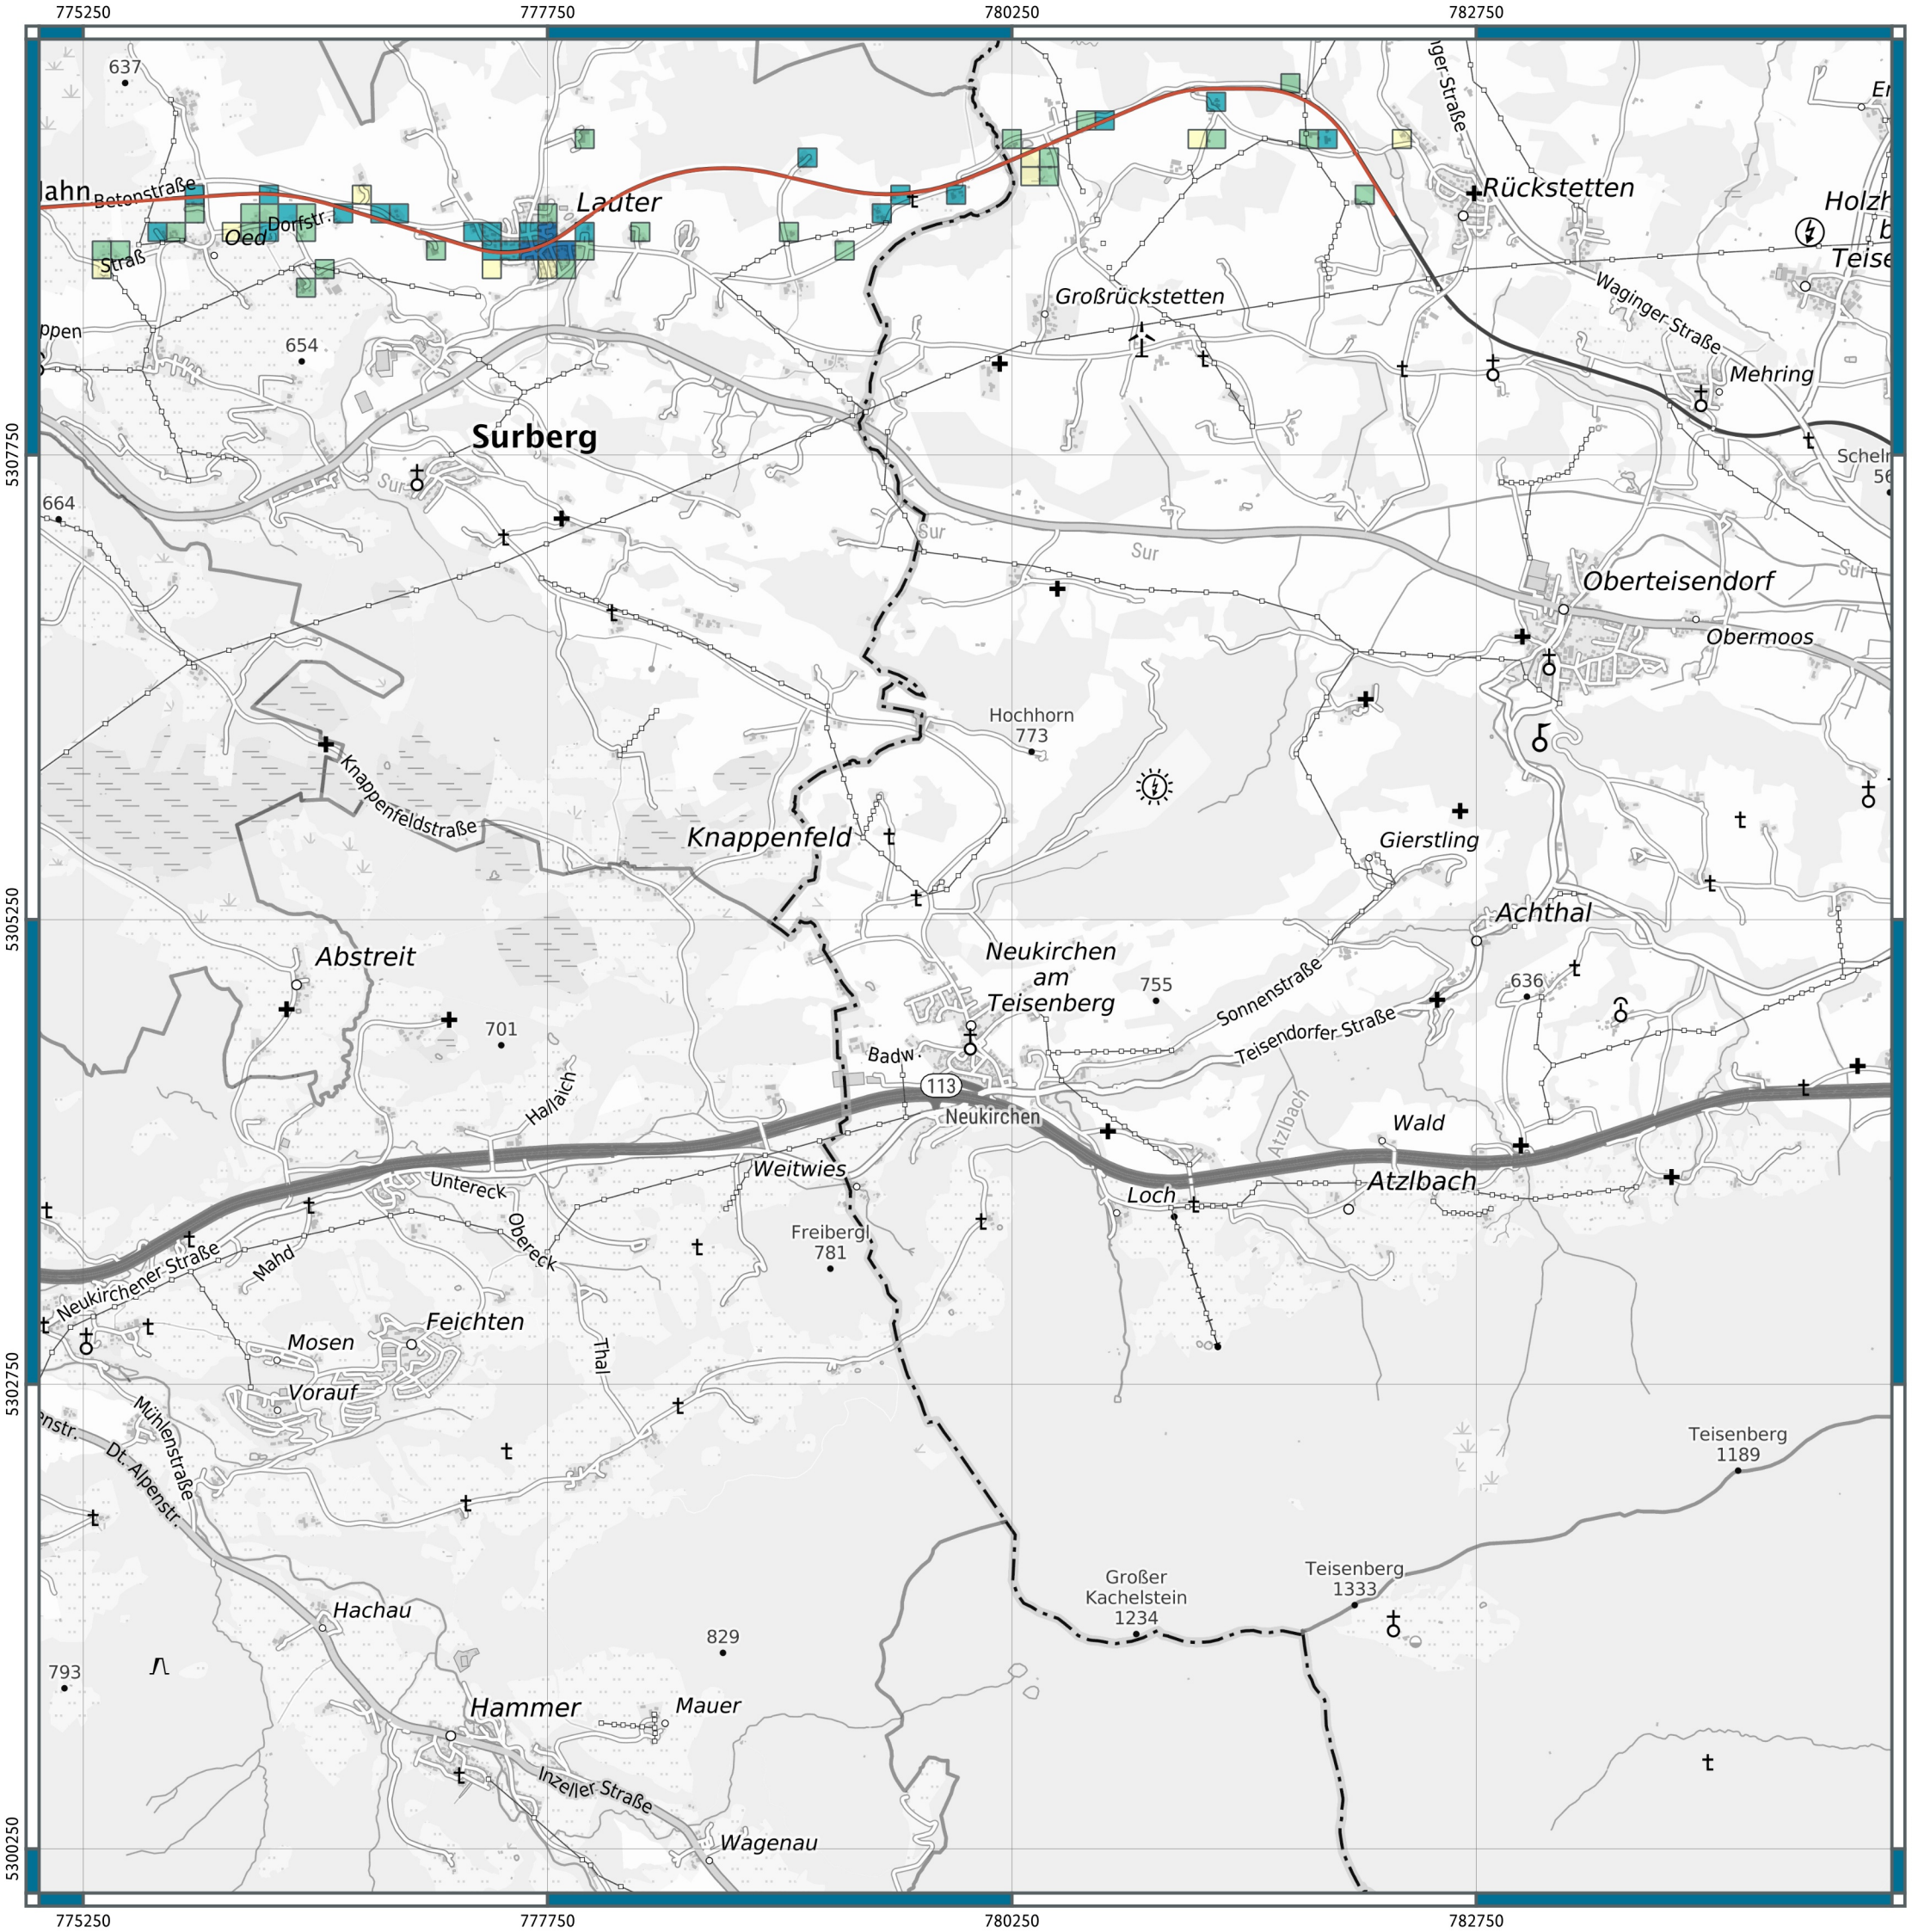 775250
777750
780250
782750
637
Er
Jahn
Betonstraße
Lauter
Rückstetten
Holzh
b
Teise
Dorfstr.
Oed
Straß
Großrückstetten
Waginger-Straße
ppen
654
Mehring
5307750
Surberg
Scheln
56
Sur
664
Sur
Sur
Sur
Oberteisendorf
Obermoos
Hochhorn
773
Knappenfeldstraße
Knappenfeld
Gierstling
5305250
Achthal
Abstreit
Neukirchen
am
Teisenberg
755
636
Sonnenstraße
701
Teisendorfer-Straße
Badw.
113
Neukirchen
Atzlbach
Wald
Weitwies
Untereck
Atzlbach
Loch
Obereck
Freibergl
781
Mahd
Neukirchener-Straße
Feichten
Mosen
Thal
5302750
Vorauf
Mühlenstraße
enstr.
Dt. Alpenstr.
Teisenberg
1189
Teisenberg
1333
Großer
Kachelstein
1234
Hachau
829
793
Hammer
Mauer
Inzeller Straße
5300250
Wagenau
775250
777750
780250
782750